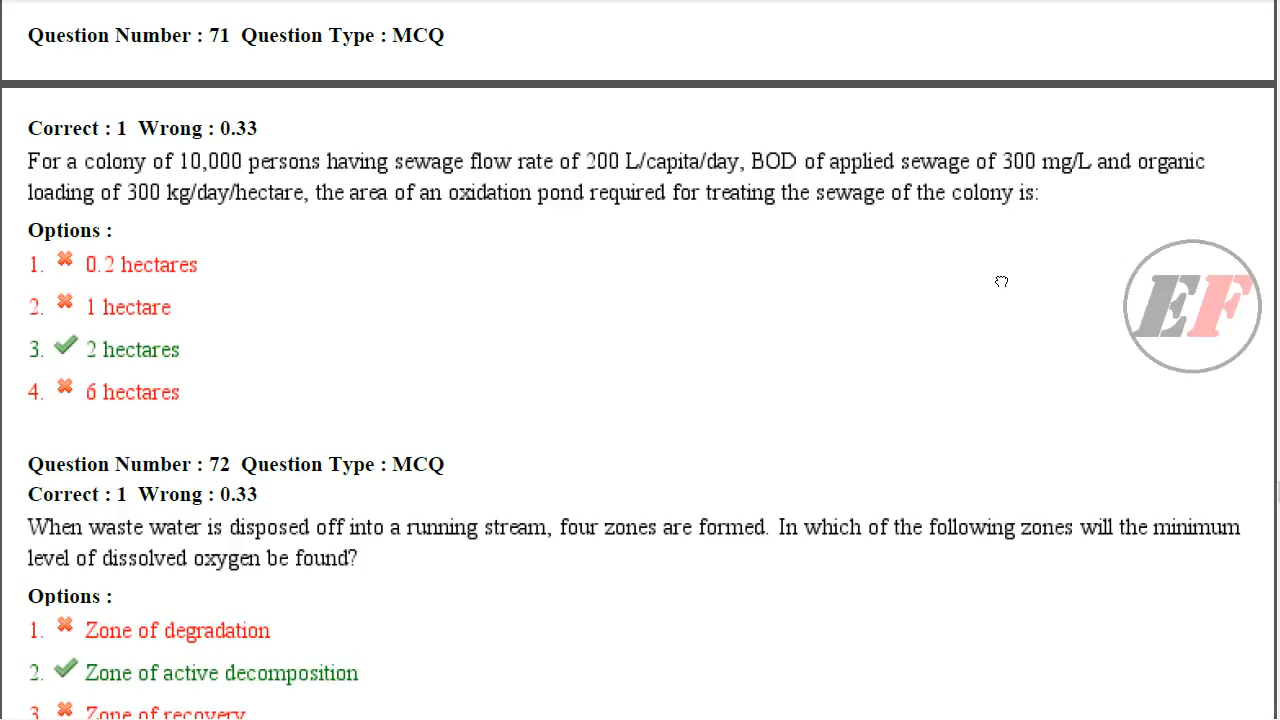 Question Number : 71 Question Type : MCQ
Correct : 1 Wrong : 0.33
For a colony of 10,000 persons having sewage flow rate of 200 L/capita/day, BOD of applied sewage of 300 mg/L and organic
loading of 300 kg/day/hectare, the area of an oxidation pond required for treating the sewage of the colony is:
Options :
1. 0.2 hectares
2. 1 hectare
3. 2 hectares
4. 6 hectares
EF
Question Number : 72 Question Type : MCQ
Correct : 1 Wrong : 0.33
When waste water is disposed off into a running stream, four zones are formed. In which of the following zones will the minimum
level of dissolved oxygen be found?
Options :
1. Zone of degradation
2. Zone of active decomposition
3. Zone of recovery